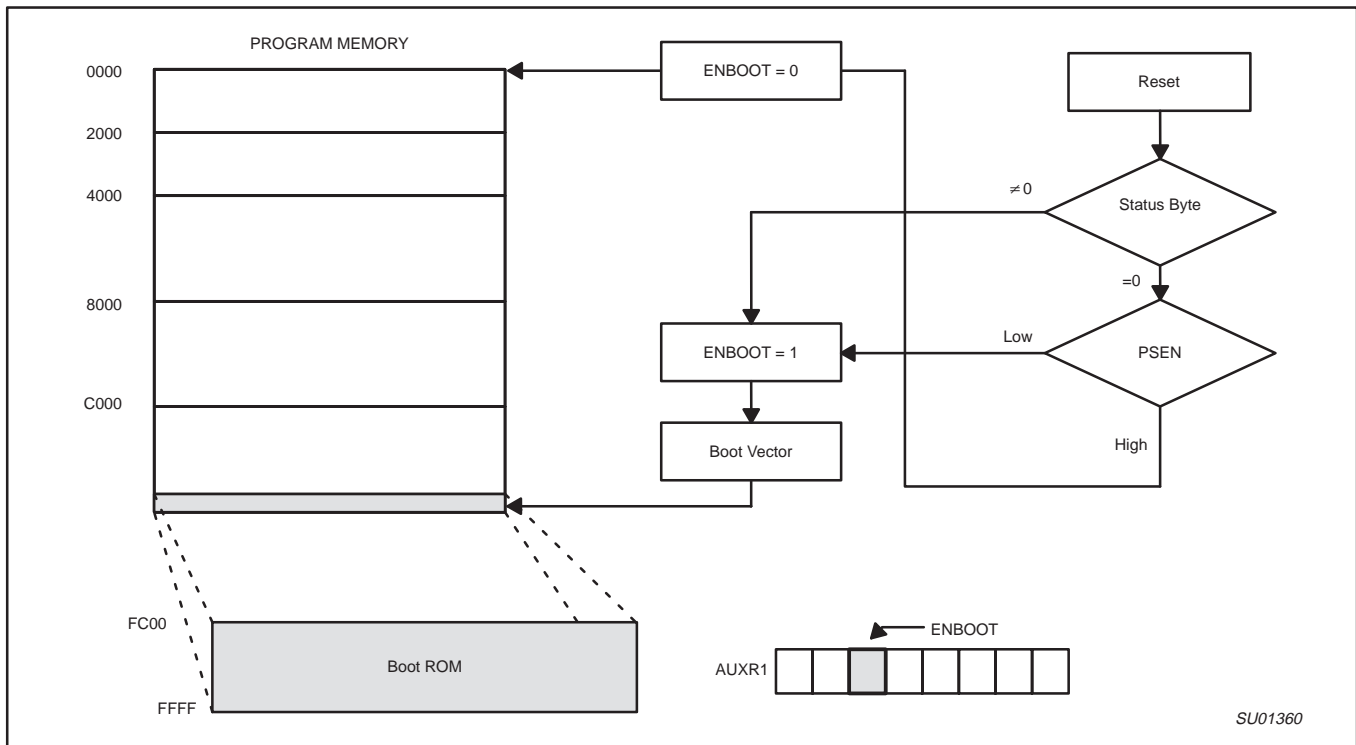 PROGRAM MEMORY
0000
2000
4000
8000
C000
ENBOOT = 0
Reset
≠0
Status Byte
=0
ENBOOT = 1
Low
PSEN
Boot Vector
High
FC00
Boot ROM
FFFF
ENBOOT
AUXR1
SU01360